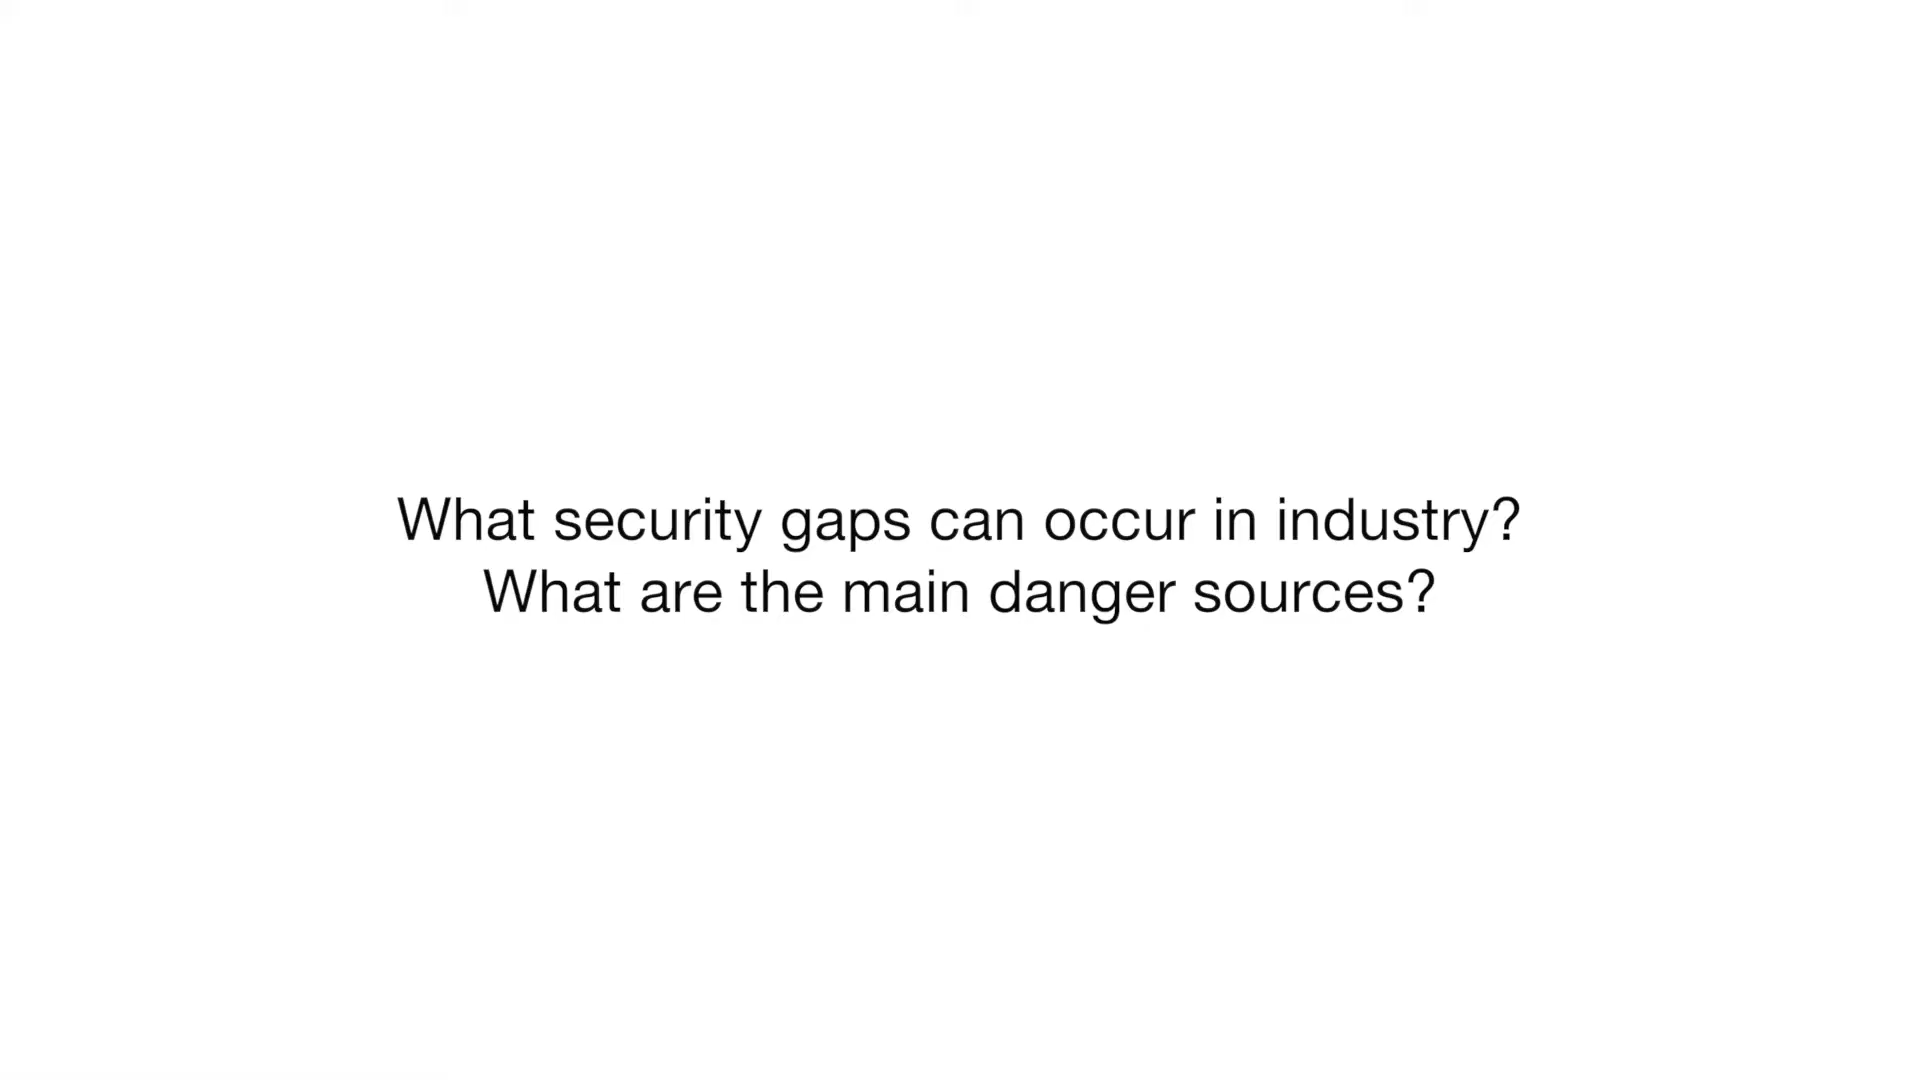 What security gaps can occur in industry?
What are the main danger sources?